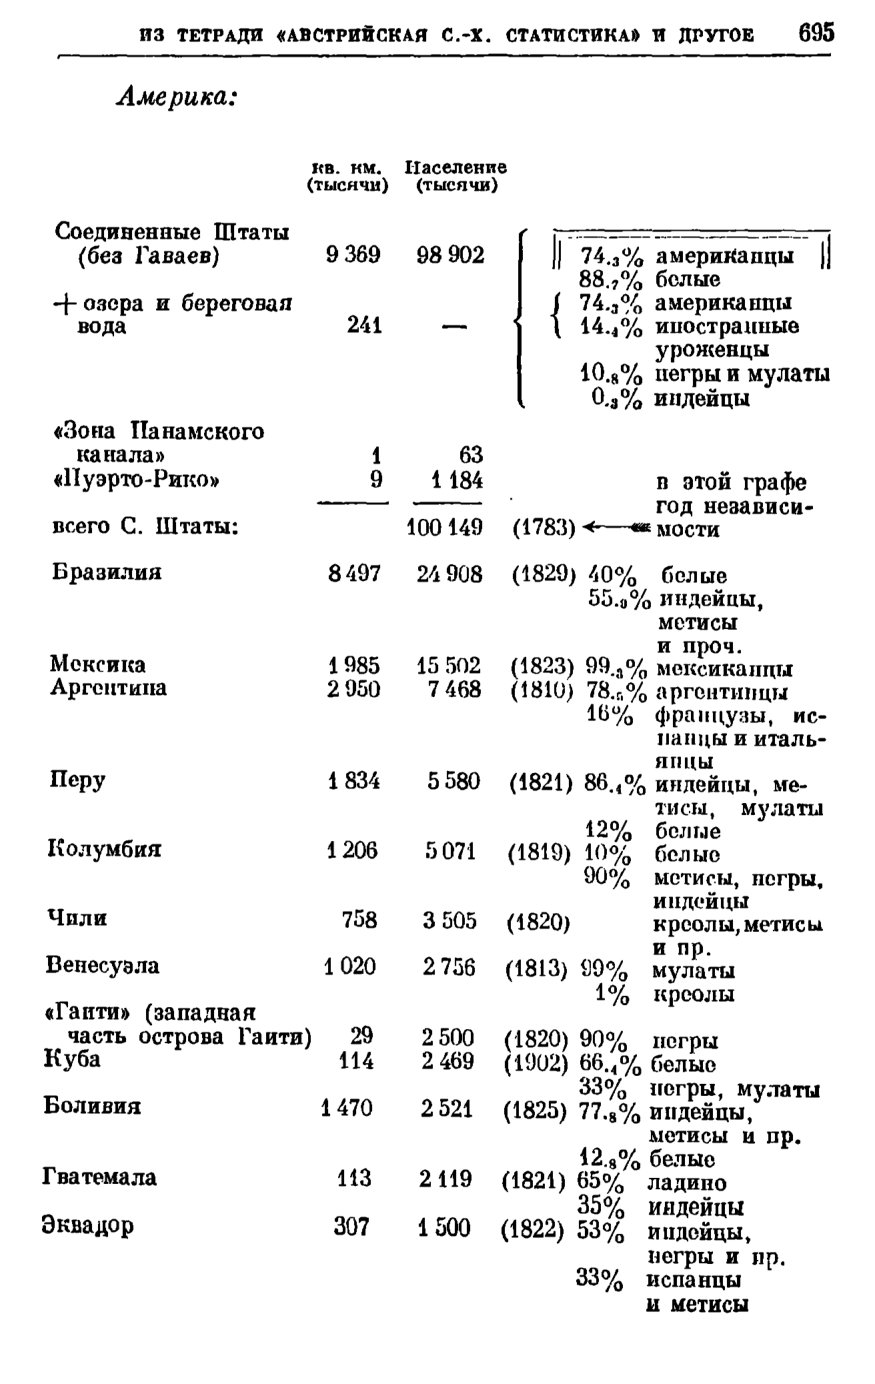 ИЗ ТЕТРАДИ «АВСТРИЙСКАЯ С.-Х. СТАТИСТИКА» И ДРУГОЕ 695
Америка:
кв. км. Население
(тысячи) (тысячи)
Соединенные Штаты
(без Гаваев) 9 369 98 902 74.3% американцы
88.7% белые
+ озера и береговая 74.3% американцы
вода 241 — 14.4% иностранные
уроженцы
10.8% негры и мулаты
0.3% индейцы
«Зона Панамского
канала» 1 63
«Пуэрто-Рико» 9 1 184 в этой графе
год независи-
всего С. Штаты: 100 149 (1783) мости
Бразилия 8 497 24 908 (1829) 40% белые
55.9% индейцы,
метисы
и проч.
Мексика 1 985 15 502 (1823) 99.3% мексиканцы
Аргентина 2 950 7 468 (1810) 78.5% аргентинцы
16% французы, ис-
панцы и италь-
янцы
Перу 1 834 5 580 (1821) 86.4% индейцы, ме-
тисы, мулаты
12% белые
Колумбия 1 206 5 071 (1819) 10% белые
90% метисы, негры,
индейцы
Чили 758 3 505 (1820) креолы, метисы
и пр.
Венесуэла 1 020 2 756 (1813) 99% мулаты
1% креолы
«Гаити» (западная
часть острова Гаити) 29 2 500 (1820) 90% негры
Куба 114 2 469 (1902) 66.4% белые
33% негры, мулаты
Боливия 1 470 2 521 (1825) 77.8% индейцы,
метисы и пр.
12.8% белые
Гватемала 113 2 119 (1821) 65% ладино
35% индейцы
Эквадор 307 1 500 (1822) 53% индейцы,
негры и пр.
33% испанцы
и метисы